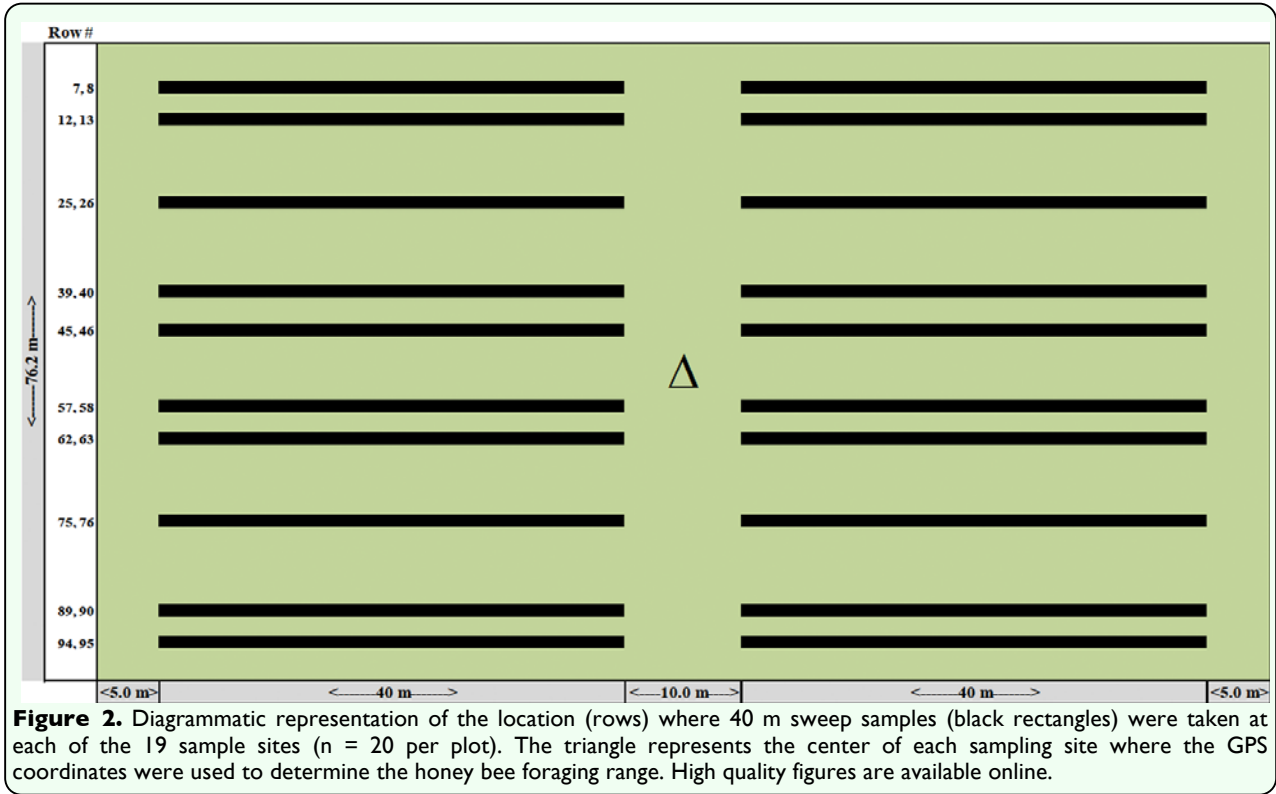 Row #
7, 8
12, 13
25, 26
39, 40
45, 46
57, 58
62, 63
75, 76
89, 90
94, 95
<------76.2 m------>
Δ
<5.0 m>
<------40 m------>
<----10.0 m---->
<------40 m------>
<5.0 m>
Figure 2. Diagrammatic representation of the location (rows) where 40 m sweep samples (black rectangles) were taken at
each of the 19 sample sites (n = 20 per plot). The triangle represents the center of each sampling site where the GPS
coordinates were used to determine the honey bee foraging range. High quality figures are available online.